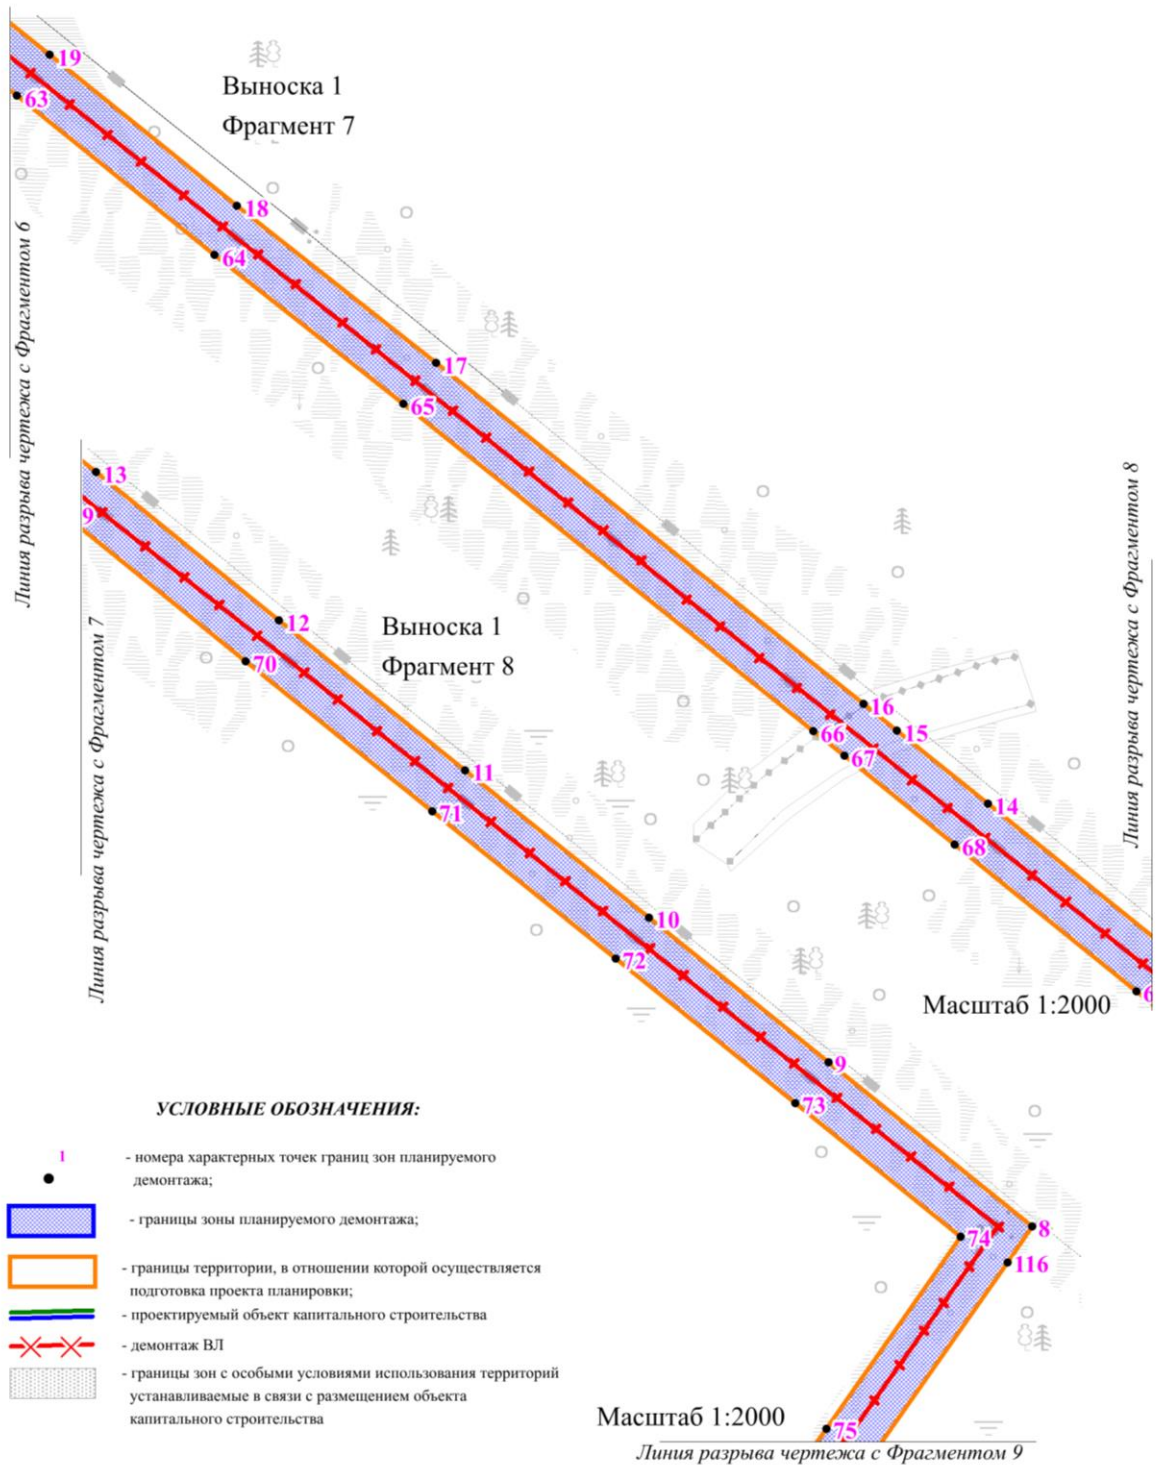 19
Выноска 1
Фрагмент 7
63
18
64
Линия разрыва чертежа с Фрагментом 6
17
65
13
9
Линия разрыва чертежа с Фрагментом 8
12
Выноска 1
70
Фрагмент 8
Линия разрыва чертежа с Фрагментом 7
16
15
66
67
11
14
71
68
10
72
6
Масштаб 1:2000
9
73
УСЛОВНЫЕ ОБОЗНАЧЕНИЯ:
1
- номера характерных точек границ зон планируемого
демонтажа;
- границы зоны планируемого демонтажа;
8
74
116
- границы территории, в отношении которой осуществляется
подготовка проекта планировки;
- проектируемый объект капитального строительства
- демонтаж ВЛ
- границы зон с особыми условиями использования территорий
устанавливаемые в связи с размещением объекта
капитального строительства
Масштаб 1:2000
75
Линия разрыва чертежа с Фрагментом 9